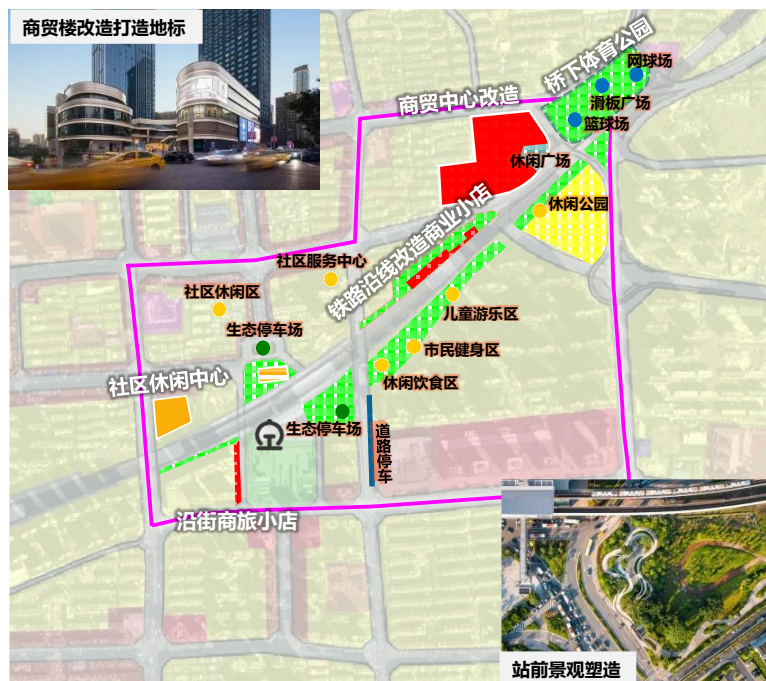 商贸楼改造打造地标
桥下体育公园
网球场
滑板广场
篮球场
商贸中心改造
休闲广场
休闲公园
铁路沿线改造商业小店
社区服务中心
社区休闲区
儿童游乐区
生态停车场
市民健身区
社区休闲中心
休闲饮食区
生态停车场
道路停车
沿街商旅小店
站前景观塑造